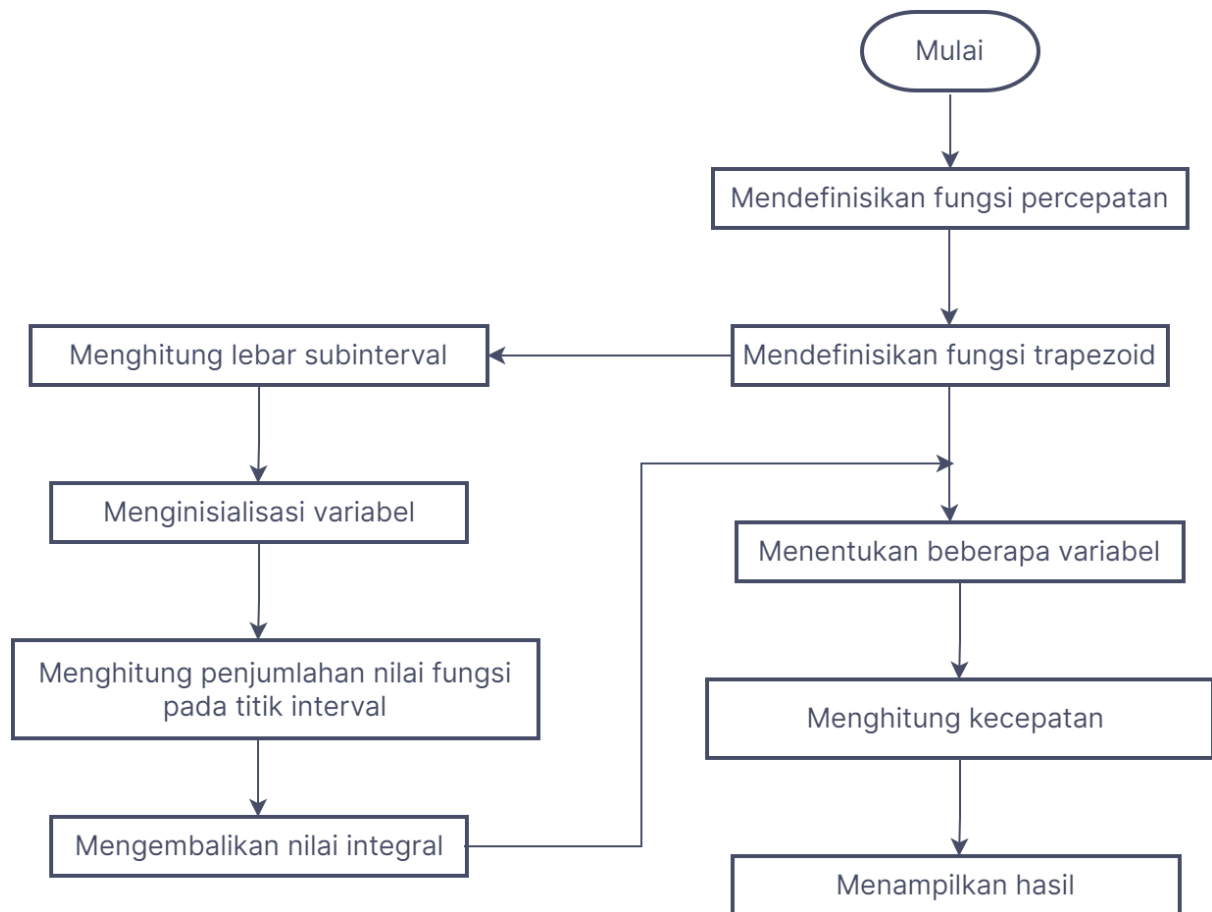 Mulai
Mendefinisikan fungsi percepatan
Mendefinisikan fungsi trapezoid
Menghitung lebar subinterval
Menginisialisasi variabel
Menghitung penjumlahan nilai fungsi
pada titik interval
Mengembalikan nilai integral
Menentukan beberapa variabel
Menghitung kecepatan
Menampilkan hasil